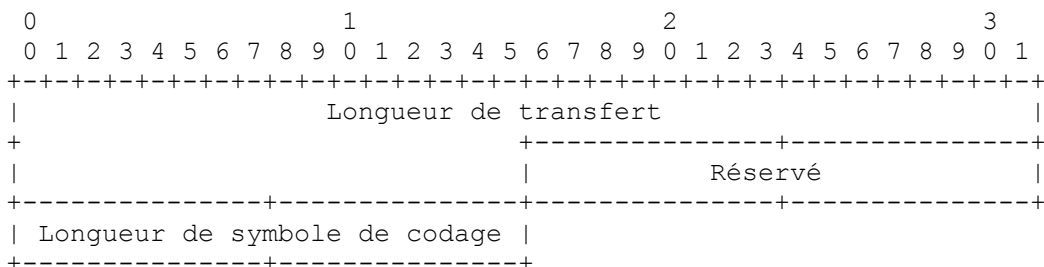 0                   1                   2                   3
 0 1 2 3 4 5 6 7 8 9 0 1 2 3 4 5 6 7 8 9 0 1 2 3 4 5 6 7 8 9 0 1
+-+-+-+-+-+-+-+-+-+-+-+-+-+-+-+-+-+-+-+-+-+-+-+-+-+-+-+-+-+-+-+-+
|                   Longueur de transfert                       |
+                               +---------------+---------------+
|                               |           Réservé             |
+---------------+---------------+---------------+---------------+
| Longueur de symbole de codage |
+---------------+---------------+